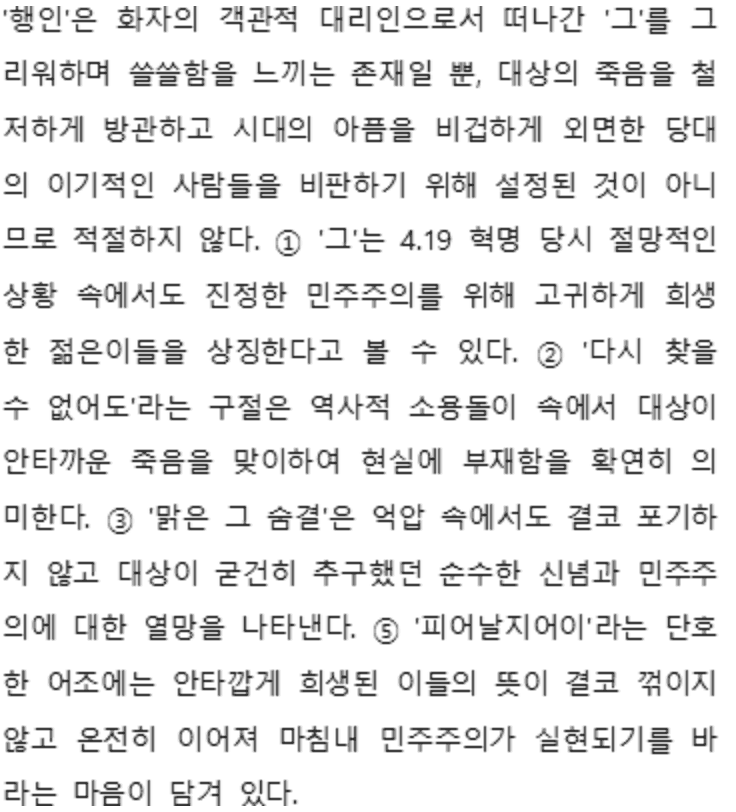 '행인'은 화자의 객관적 대리인으로서 떠나간 '그'를 그
리워하며 쓸쓸함을 느끼는 존재일 뿐, 대상의 죽음을 철
저하게 방관하고 시대의 아픔을 비겁하게 외면한 당대
의 이기적인 사람들을 비판하기 위해 설정된 것이 아니
므로 적절하지 않다. ① '그'는 4.19 혁명 당시 절망적인
상황 속에서도 진정한 민주주의를 위해 고귀하게 희생
한 젊은이들을 상징한다고 볼 수 있다. ② '다시 찾을
수 없어도'라는 구절은 역사적 소용돌이 속에서 대상이
안타까운 죽음을 맞이하여 현실에 부재함을 확연히 의
미한다. ③ '맑은 그 숨결'은 억압 속에서도 결코 포기하
지 않고 대상이 굳건히 추구했던 순수한 신념과 민주주
의에 대한 열망을 나타낸다. ⑤ '피어날지어이'라는 단호
한 어조에는 안타깝게 희생된 이들의 뜻이 결코 꺾이지
않고 온전히 이어져 마침내 민주주의가 실현되기를 바
라는 마음이 담겨 있다.